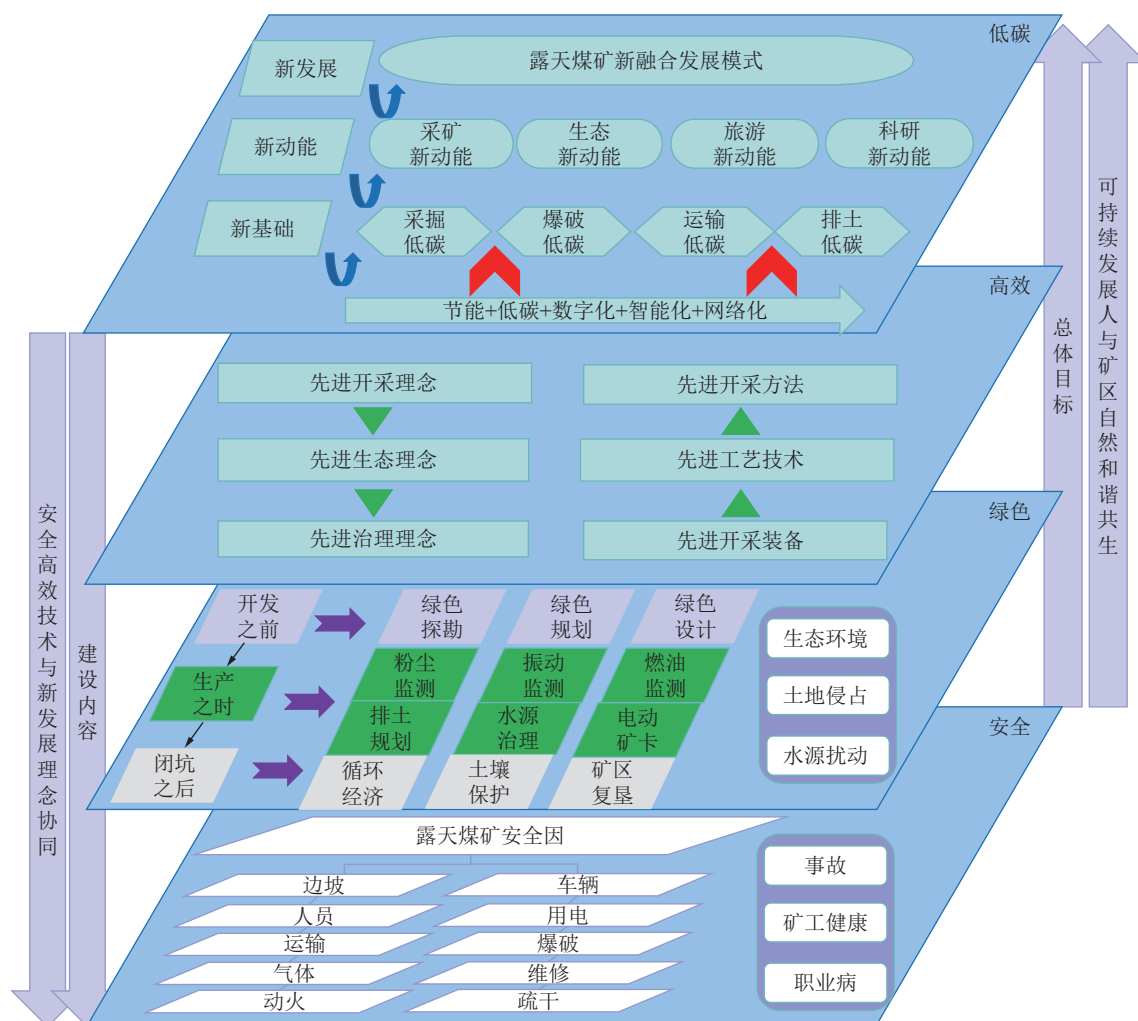 低碳
新发展
露天煤矿新融合发展模式
新动能
采矿
新动能
生态
新动能
旅游
新动能
科研
新动能
新基础
采掘
低碳
爆破
低碳
运输
低碳
排土
低碳
节能+低碳+数字化+智能化+网络化
高效
先进开采理念
先进开采方法
先进生态理念
先进工艺技术
先进治理理念
先进开采装备
绿色
开发
之前
绿色
探勘
绿色
规划
绿色
设计
生产
之时
粉尘
监测
振动
监测
燃油
监测
排土
规划
水源
治理
电动
矿卡
闭坑
之后
循环
经济
土壤
保护
矿区
复垦
生态环境
土地侵占
水源扰动
安全
露天煤矿安全因
边坡
车辆
人员
用电
运输
爆破
气体
维修
动火
疏干
事故
矿工健康
职业病
安全高效技术与新发展理念协同
建设内容
总体目标
可持续发展人与矿区自然和谐共生